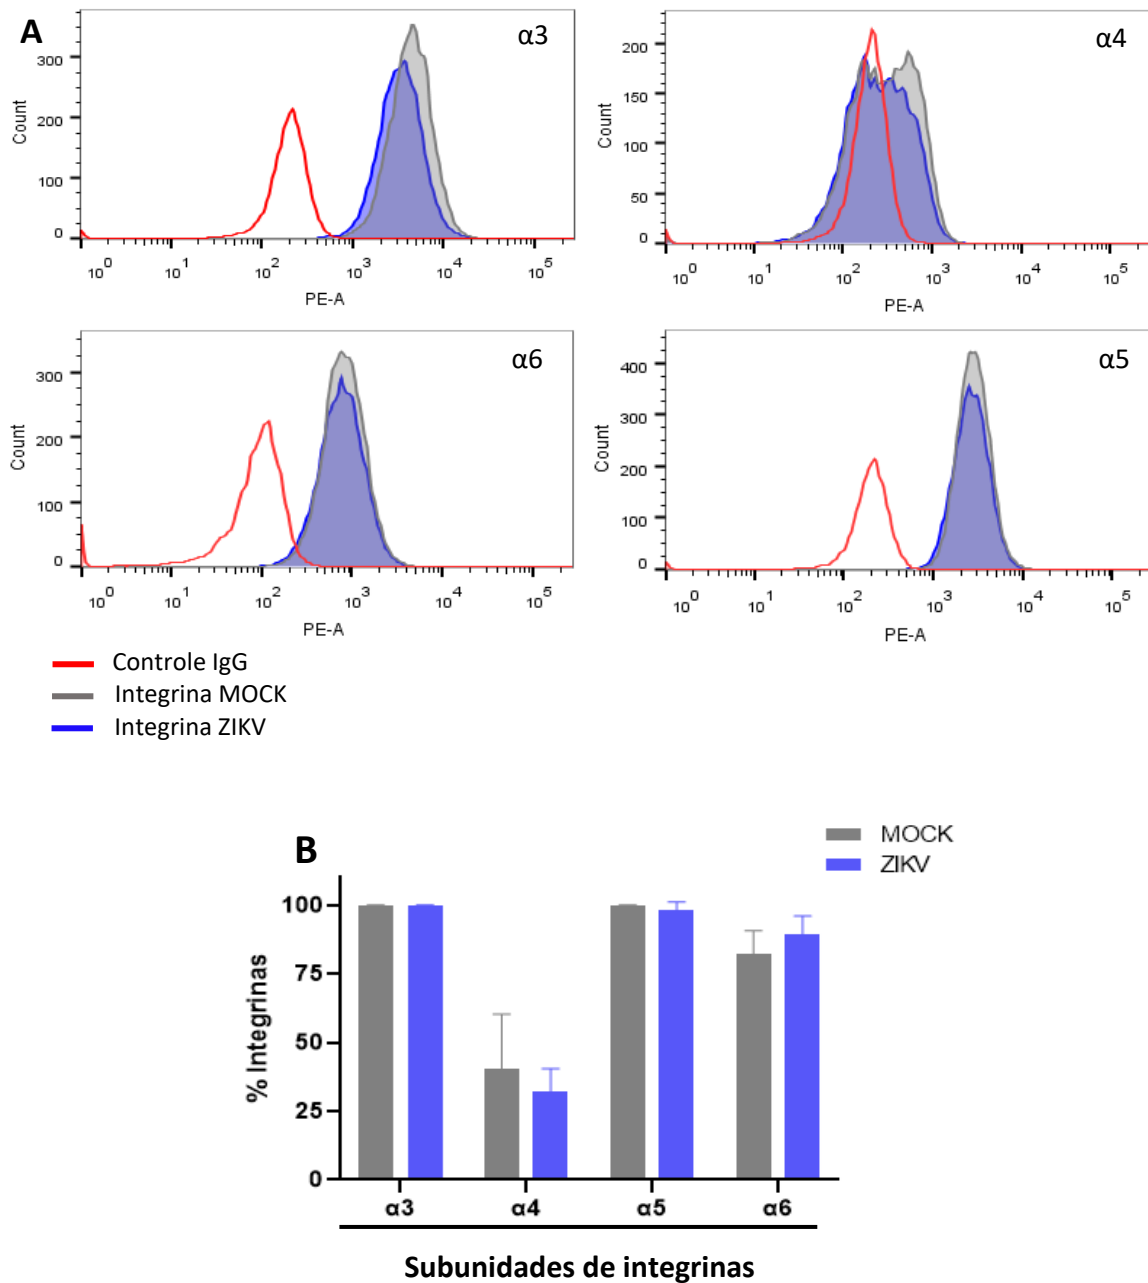 A
α3
300
200
100
0
Count
10^0 10^1 10^2 10^3 10^4 10^5
PE-A
α4
200
150
100
50
0
Count
10^0 10^1 10^2 10^3 10^4 10^5
PE-A
α6
300
200
100
0
Count
10^0 10^1 10^2 10^3 10^4 10^5
PE-A
α5
400
300
200
100
0
Count
10^0 10^1 10^2 10^3 10^4 10^5
PE-A
Controle IgG
Integrina MOCK
Integrina ZIKV
B
MOCK
ZIKV
100
75
50
25
0
% Integrinas
α3 α4 α5 α6
Subunidades de integrinas